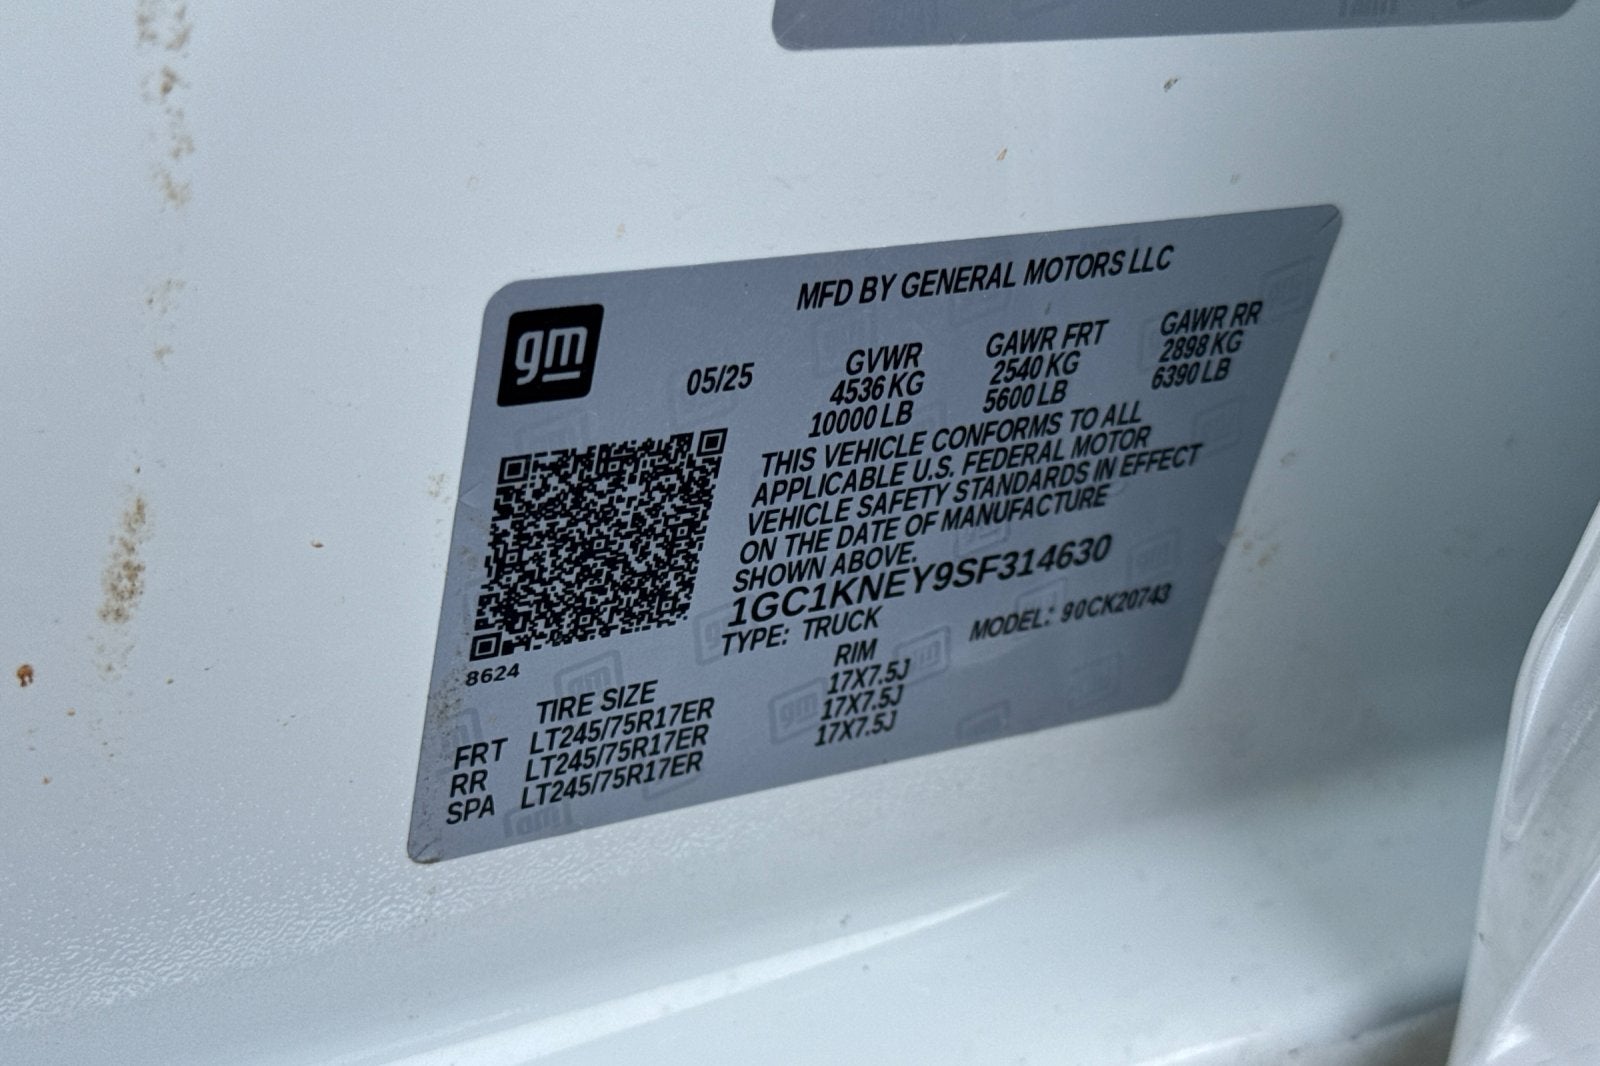 MFD BY GENERAL MOTORS LLC
gm
05/25
GVWR GAWR FRT GAWR RR
4536 KG 2540 KG 2898 KG
10000 LB 5600 LB 6390 LB
THIS VEHICLE CONFORMS TO ALL
APPLICABLE U.S. FEDERAL MOTOR
VEHICLE SAFETY STANDARDS IN EFFECT
ON THE DATE OF MANUFACTURE
SHOWN ABOVE.
1GC1KNEY9SF314630
TYPE: TRUCK MODEL: 90CK20743
8624
TIRE SIZE RIM
FRT LT245/75R17ER 17X7.5J
RR LT245/75R17ER 17X7.5J
SPA LT245/75R17ER 17X7.5J